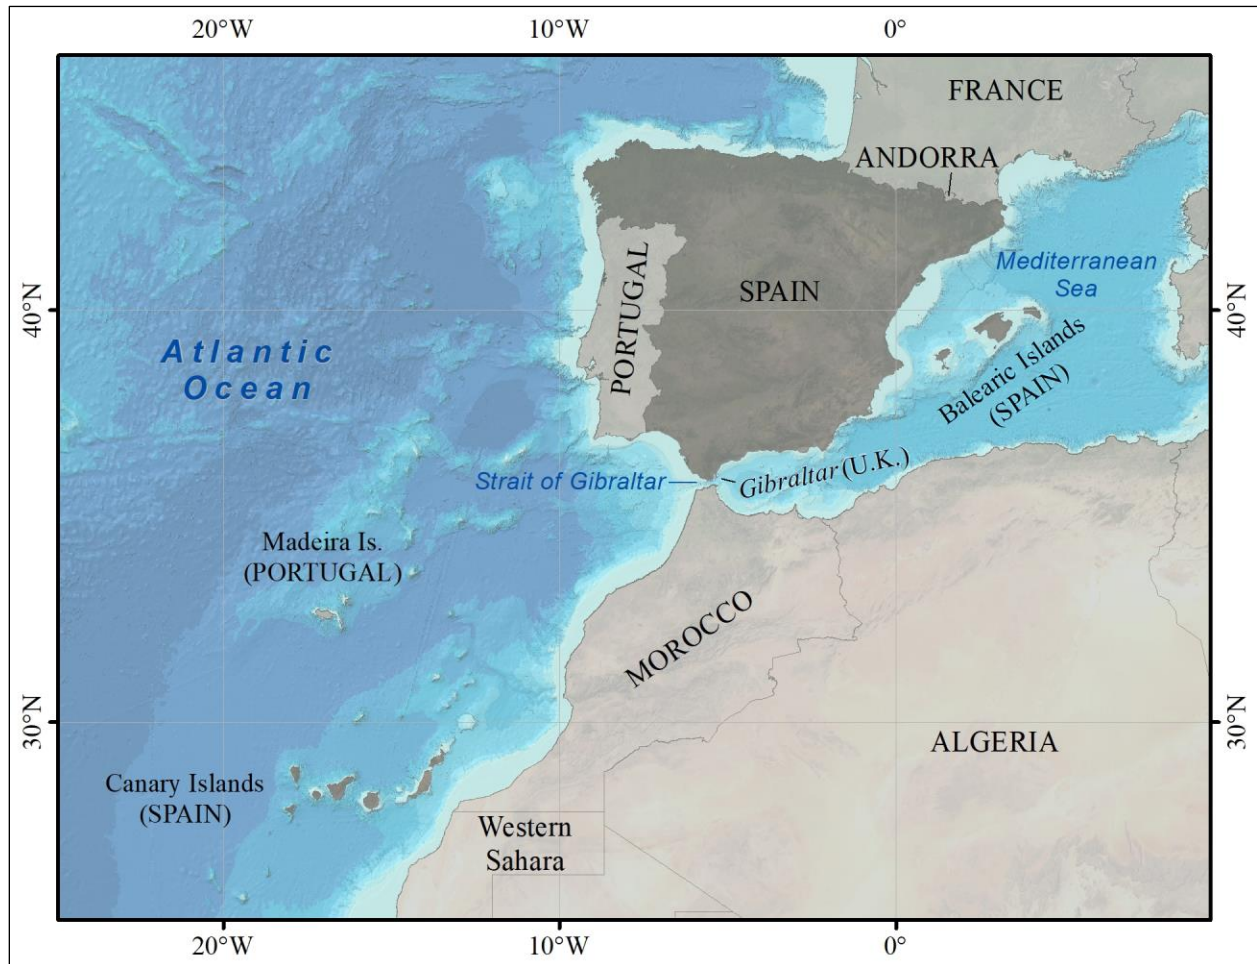 20°W 10°W 0°
FRANCE
ANDORRA
Mediterranean
Sea
SPAIN
PORTUGAL
40°N
40°N
Atlantic
Ocean
Balearic Islands
(SPAIN)
Strait of Gibraltar
Gibraltar (U.K.)
Madeira Is.
(PORTUGAL)
MOROCCO
30°N
30°N
ALGERIA
Canary Islands
(SPAIN)
Western
Sahara
20°W 10°W 0°